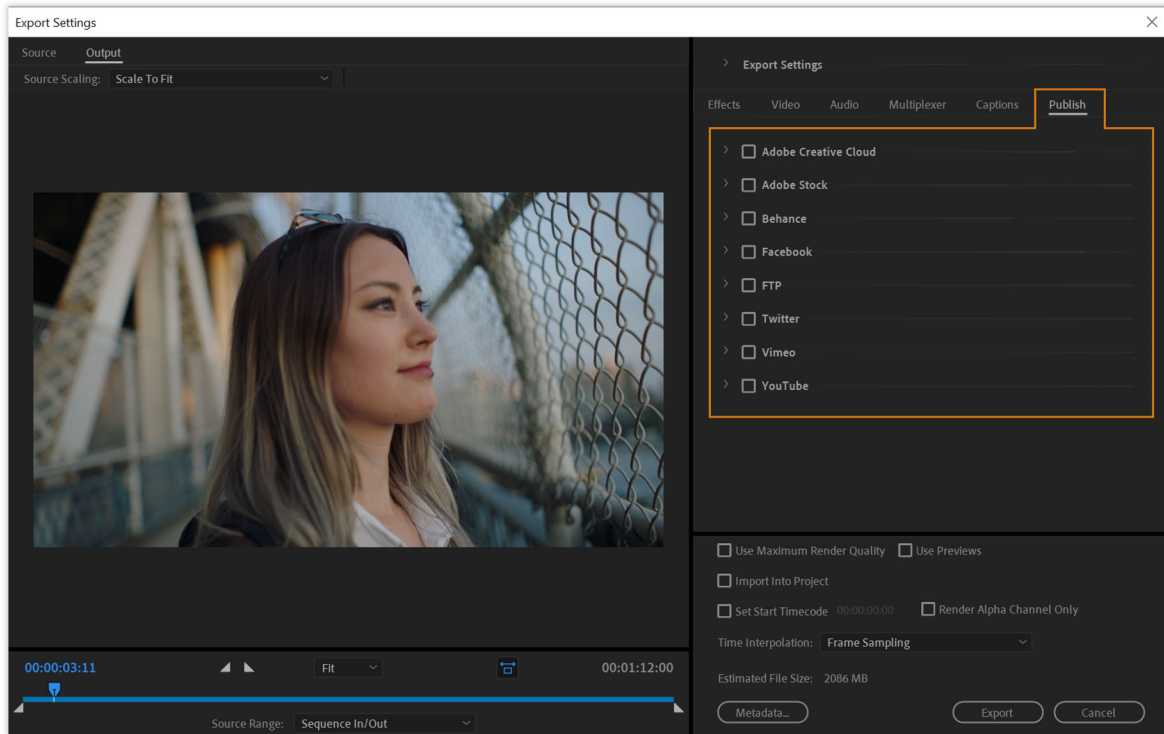 Export Settings
Source Output
Source Scaling: Scale To Fit
00:00:03:11 Fit 00:01:12:00
Source Range: Sequence In/Out
Export Settings
Effects Video Audio Multiplexer Captions Publish
Adobe Creative Cloud
Adobe Stock
Behance
Facebook
FTP
Twitter
Vimeo
YouTube
Use Maximum Render Quality Use Previews
Import Into Project
Set Start Timecode 00:00:00:00 Render Alpha Channel Only
Time Interpolation: Frame Sampling
Estimated File Size: 2086 MB
Metadata... Export Cancel